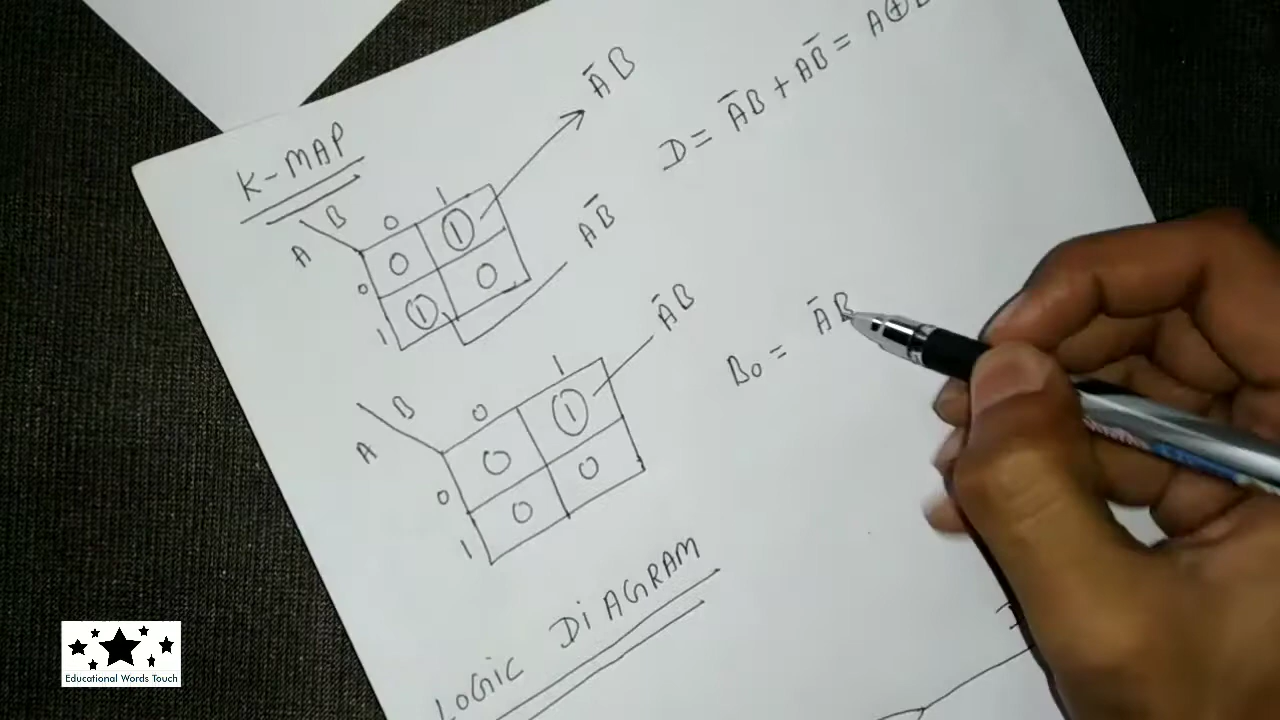 K-MAP
ĀB
AB̄
D = ĀB + AB̄ = A⊕B
B
A
0 1
0 0 1
1 1 0
ĀB
B₀ = ĀB
B
A
0 1
0 0 1
1 0 0
LOGIC DIAGRAM
Educational Words Touch